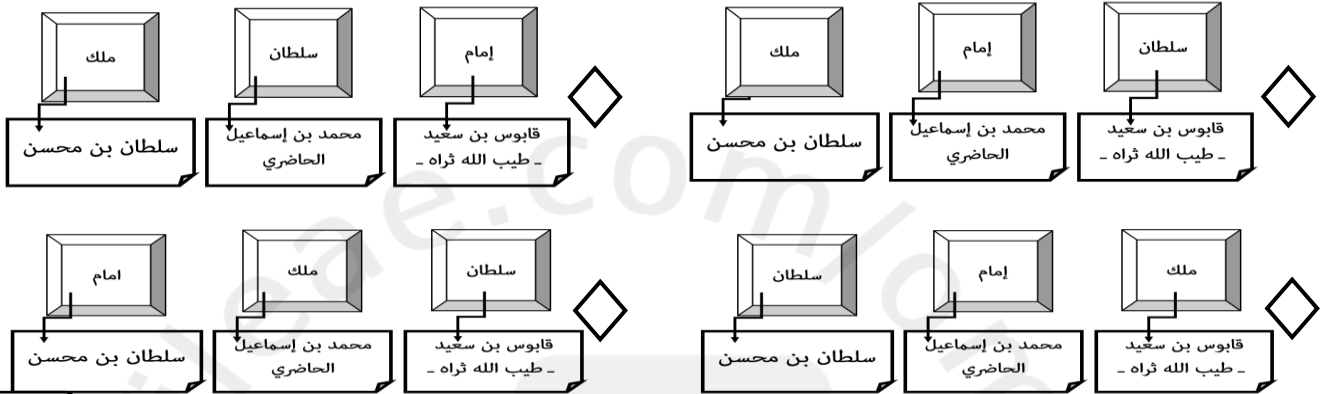 سلطان
إمام
ملك
قابوس بن سعيد
ـ طيب الله ثراه ـ
محمد بن إسماعيل
الحاضري
سلطان بن محسن
إمام
سلطان
ملك
قابوس بن سعيد
ـ طيب الله ثراه ـ
محمد بن إسماعيل
الحاضري
سلطان بن محسن
ملك
إمام
سلطان
قابوس بن سعيد
ـ طيب الله ثراه ـ
محمد بن إسماعيل
الحاضري
سلطان بن محسن
سلطان
ملك
امام
قابوس بن سعيد
ـ طيب الله ثراه ـ
محمد بن إسماعيل
الحاضري
سلطان بن محسن